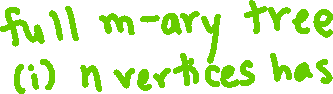 full m-ary tree
(i) n vertices has